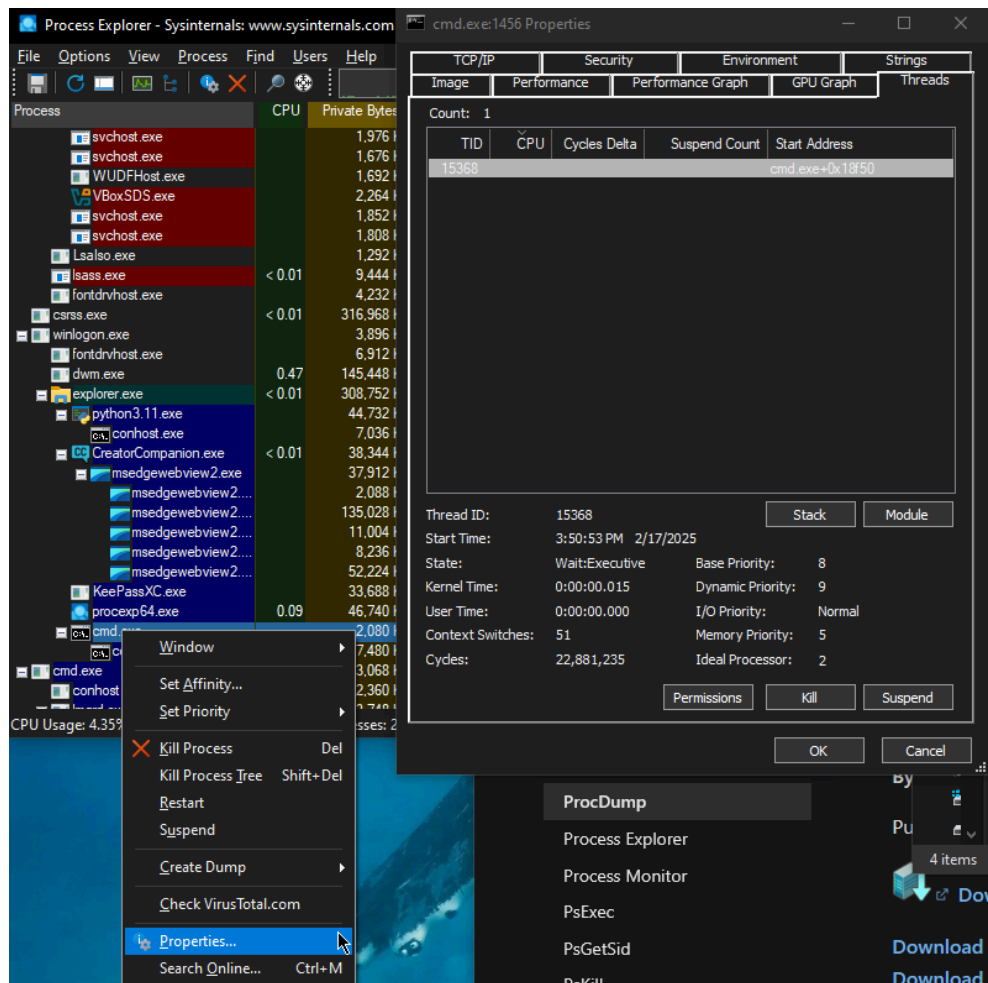 Process Explorer - Sysinternals: www.sysinternals.com
File Options View Process Find Users Help
Process CPU Private Bytes
svchost.exe 1,976
svchost.exe 1,676
WUDFHost.exe 1,692
VBoxSDS.exe 2,264
svchost.exe 1,852
svchost.exe 1,808
LsaIso.exe 1,292
lsass.exe < 0.01 9,444
fontdrvhost.exe 4,232
csrss.exe < 0.01 316,968
winlogon.exe 3,896
fontdrvhost.exe 6,912
dwm.exe 0.47 145,448
explorer.exe < 0.01 308,752
python3.11.exe 44,732
conhost.exe 7,036
CreatorCompanion.exe < 0.01 38,344
msedgewebview2.exe 37,912
msedgewebview2.... 2,088
msedgewebview2.... 135,028
msedgewebview2.... 11,004
msedgewebview2.... 8,236
msedgewebview2.... 52,224
KeePassXC.exe 33,688
procexp64.exe 0.09 46,740
cmd. 2,080
7,480
cmd.exe 3,068
conhost 2,360
CPU Usage: 4.35%
Window
Set Affinity...
Set Priority
Kill Process Del
Kill Process Tree Shift+Del
Restart
Suspend
Create Dump
Check VirusTotal.com
Properties...
Search Online... Ctrl+M
cmd.exe:1456 Properties
TCP/IP Security Environment Strings
Image Performance Performance Graph GPU Graph Threads
Count: 1
TID CPU Cycles Delta Suspend Count Start Address
15368 cmd.exe+0x18f50
Thread ID: 15368 Stack Module
Start Time: 3:50:53 PM 2/17/2025
State: Wait:Executive Base Priority: 8
Kernel Time: 0:00:00.015 Dynamic Priority: 9
User Time: 0:00:00.000 I/O Priority: Normal
Context Switches: 51 Memory Priority: 5
Cycles: 22,881,235 Ideal Processor: 2
Permissions Kill Suspend
OK Cancel
ProcDump
Process Explorer
Process Monitor
PsExec
PsGetSid
By
Pu
4 items
Dov
Download
Download